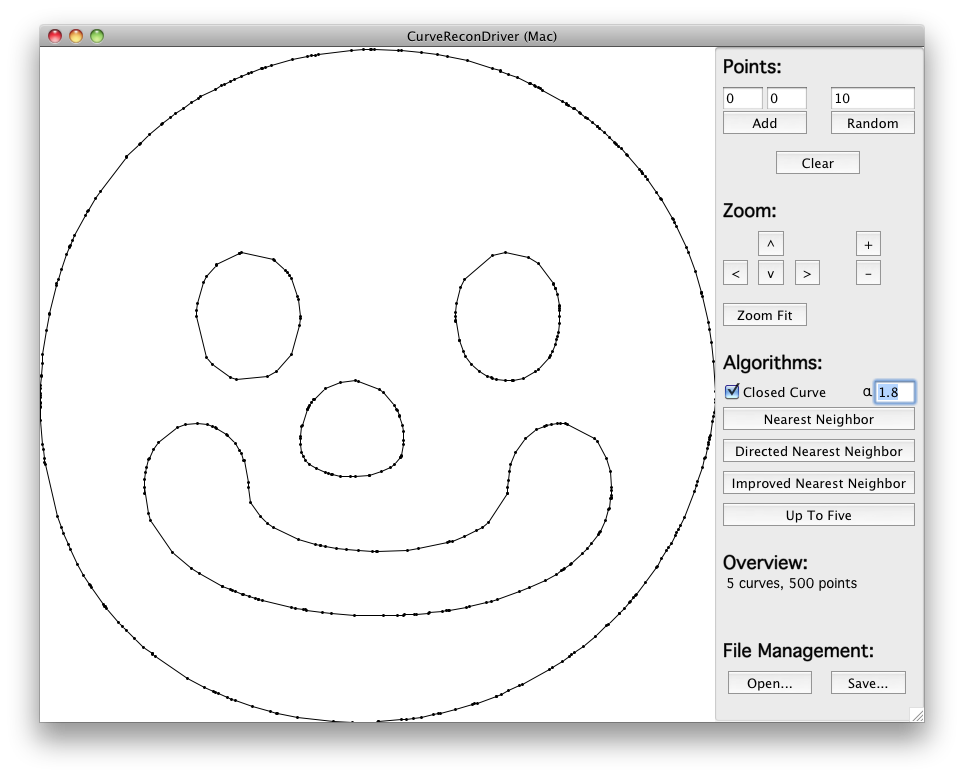 CurveReconDriver (Mac)
Points:
0 0 10
Add Random
Clear
Zoom:
^ +
< v > -
Zoom Fit
Algorithms:
Closed Curve α 1.8
Nearest Neighbor
Directed Nearest Neighbor
Improved Nearest Neighbor
Up To Five
Overview:
5 curves, 500 points
File Management:
Open... Save...